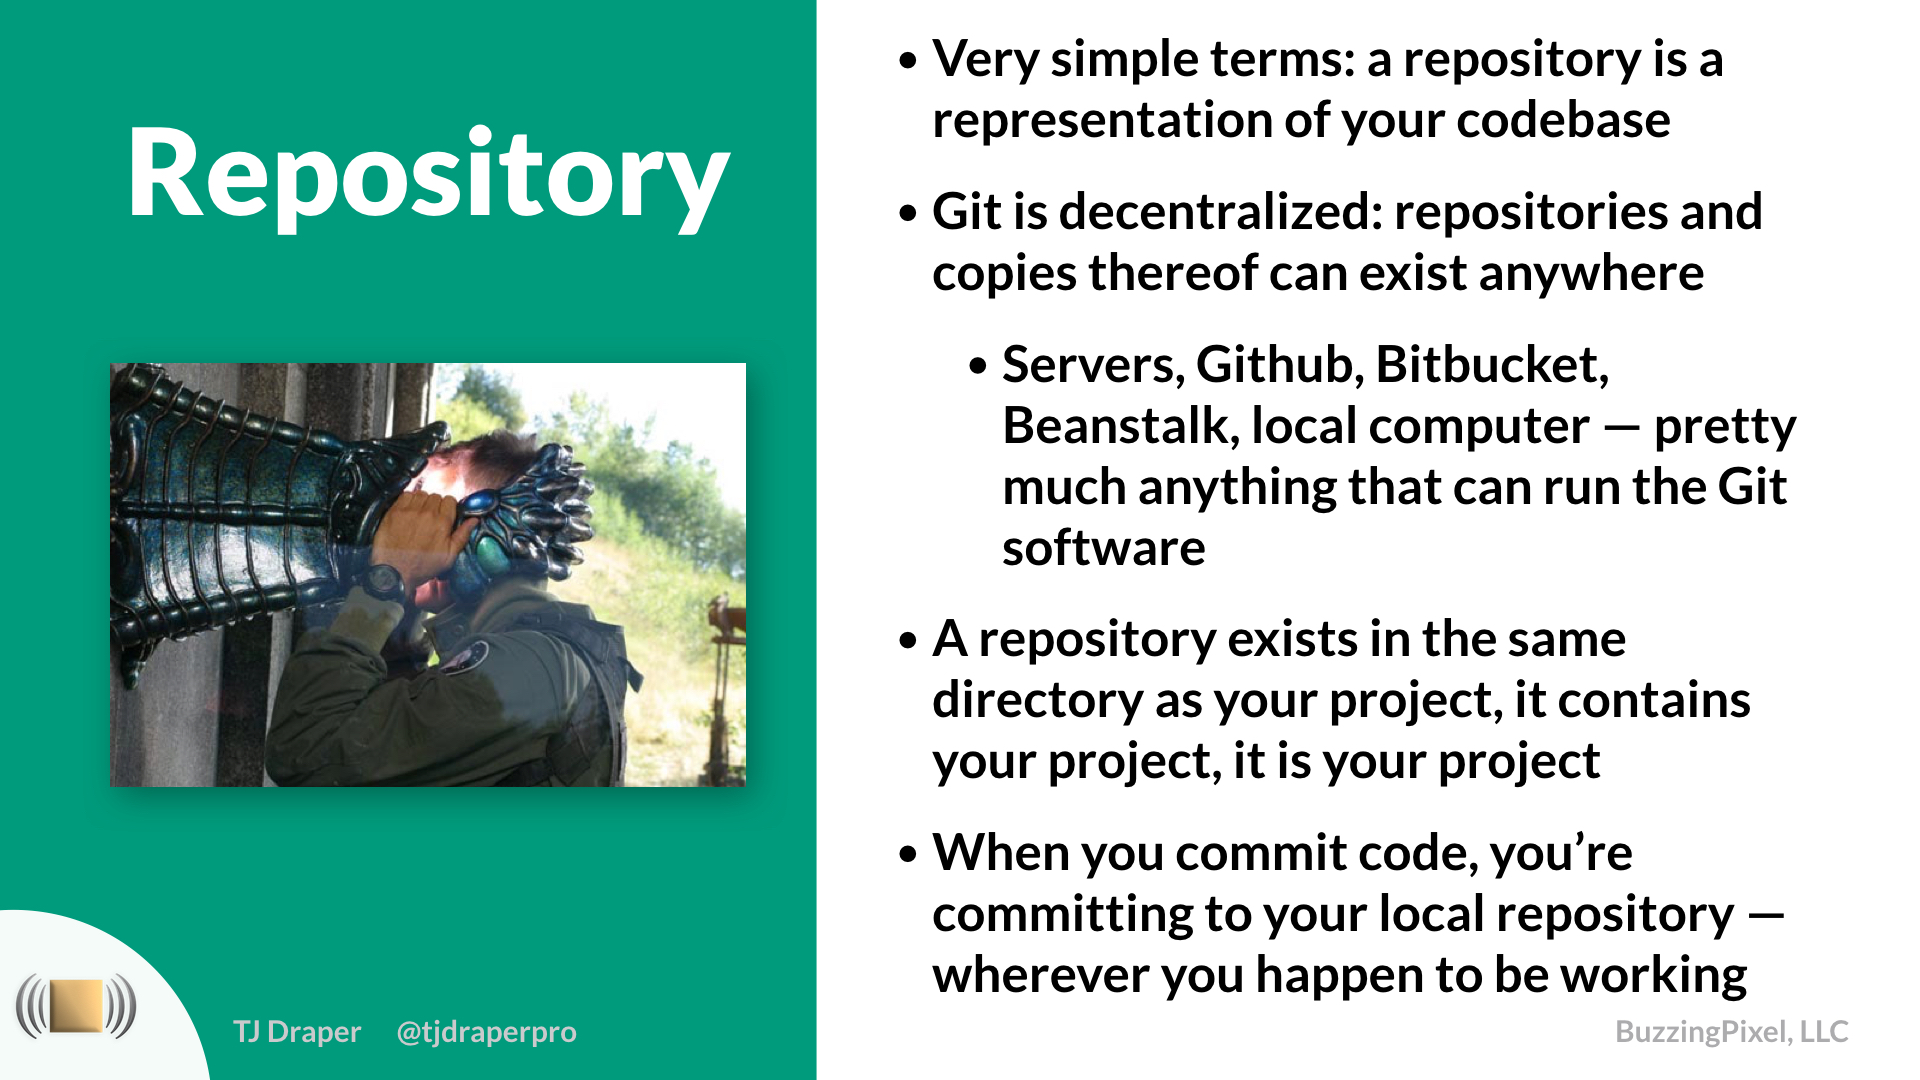 Repository
• Very simple terms: a repository is a
representation of your codebase
• Git is decentralized: repositories and
copies thereof can exist anywhere
• Servers, Github, Bitbucket,
Beanstalk, local computer — pretty
much anything that can run the Git
software
• A repository exists in the same
directory as your project, it contains
your project, it is your project
• When you commit code, you’re
committing to your local repository —
wherever you happen to be working
TJ Draper @tjdraperpro
BuzzingPixel, LLC